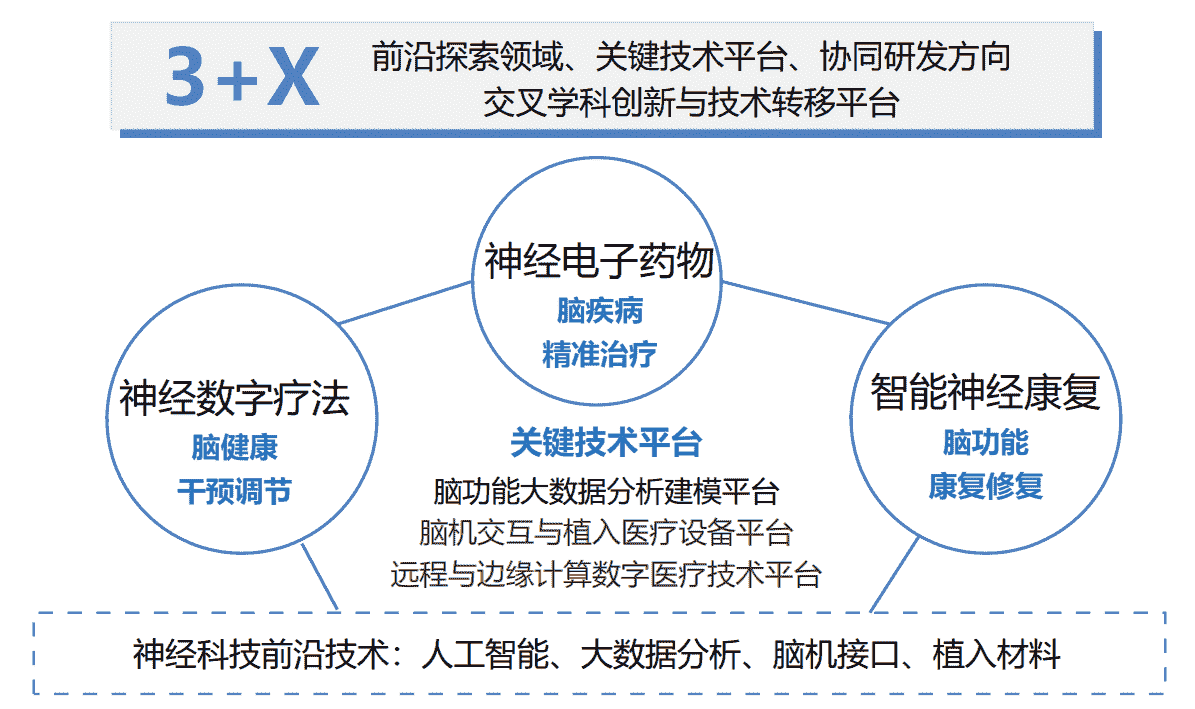 3+X
前沿探索领域、关键技术平台、协同研发方向
交叉学科创新与技术转移平台
神经电子药物
脑疾病
精准治疗
神经数字疗法
脑健康
干预调节
智能神经康复
脑功能
康复修复
关键技术平台
脑功能大数据分析建模平台
脑机交互与植入医疗设备平台
远程与边缘计算数字医疗技术平台
神经科技前沿技术：人工智能、大数据分析、脑机接口、植入材料